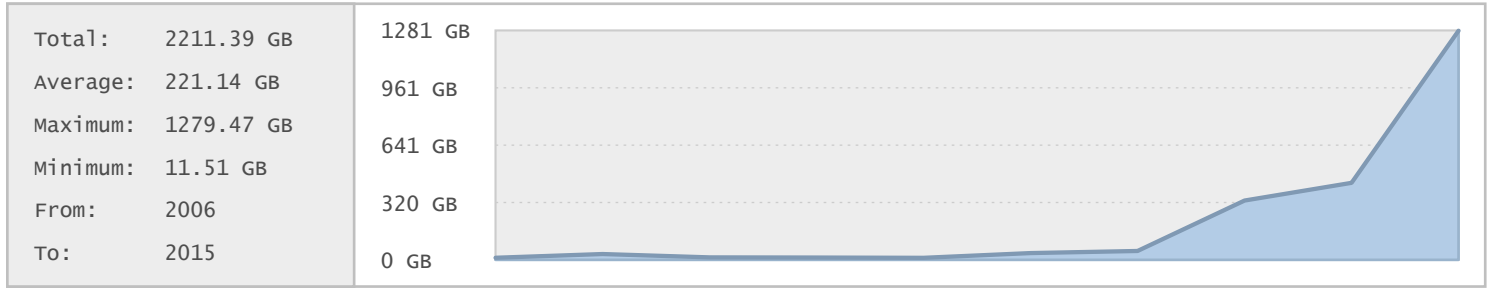 Total: 2211.39 GB
Average: 221.14 GB
Maximum: 1279.47 GB
Minimum: 11.51 GB
From: 2006
To: 2015
1281 GB
961 GB
641 GB
320 GB
0 GB